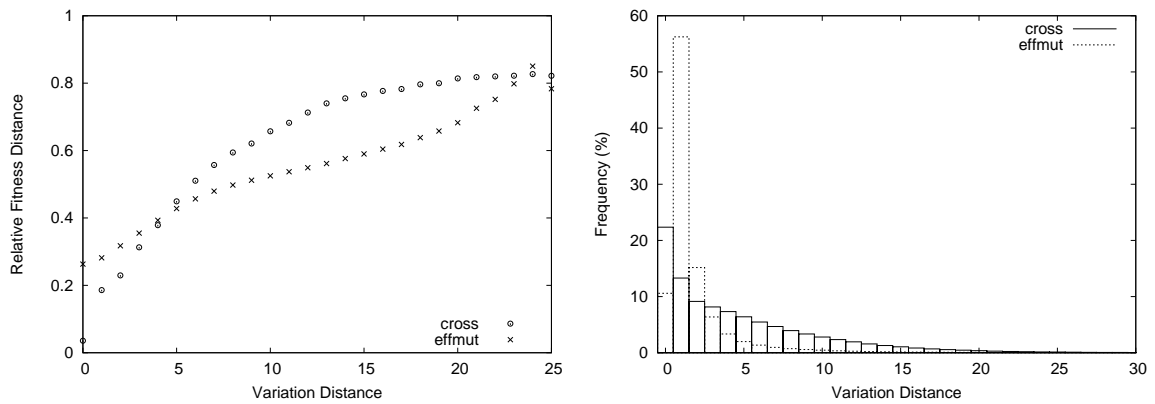 1
0.8
0.6
0.4
0.2
0
Relative Fitness Distance
0 5 10 15 20 25
Variation Distance
cross
effmut
60
50
40
30
20
10
0
Frequency (%)
0 5 10 15 20 25 30
Variation Distance
cross
effmut